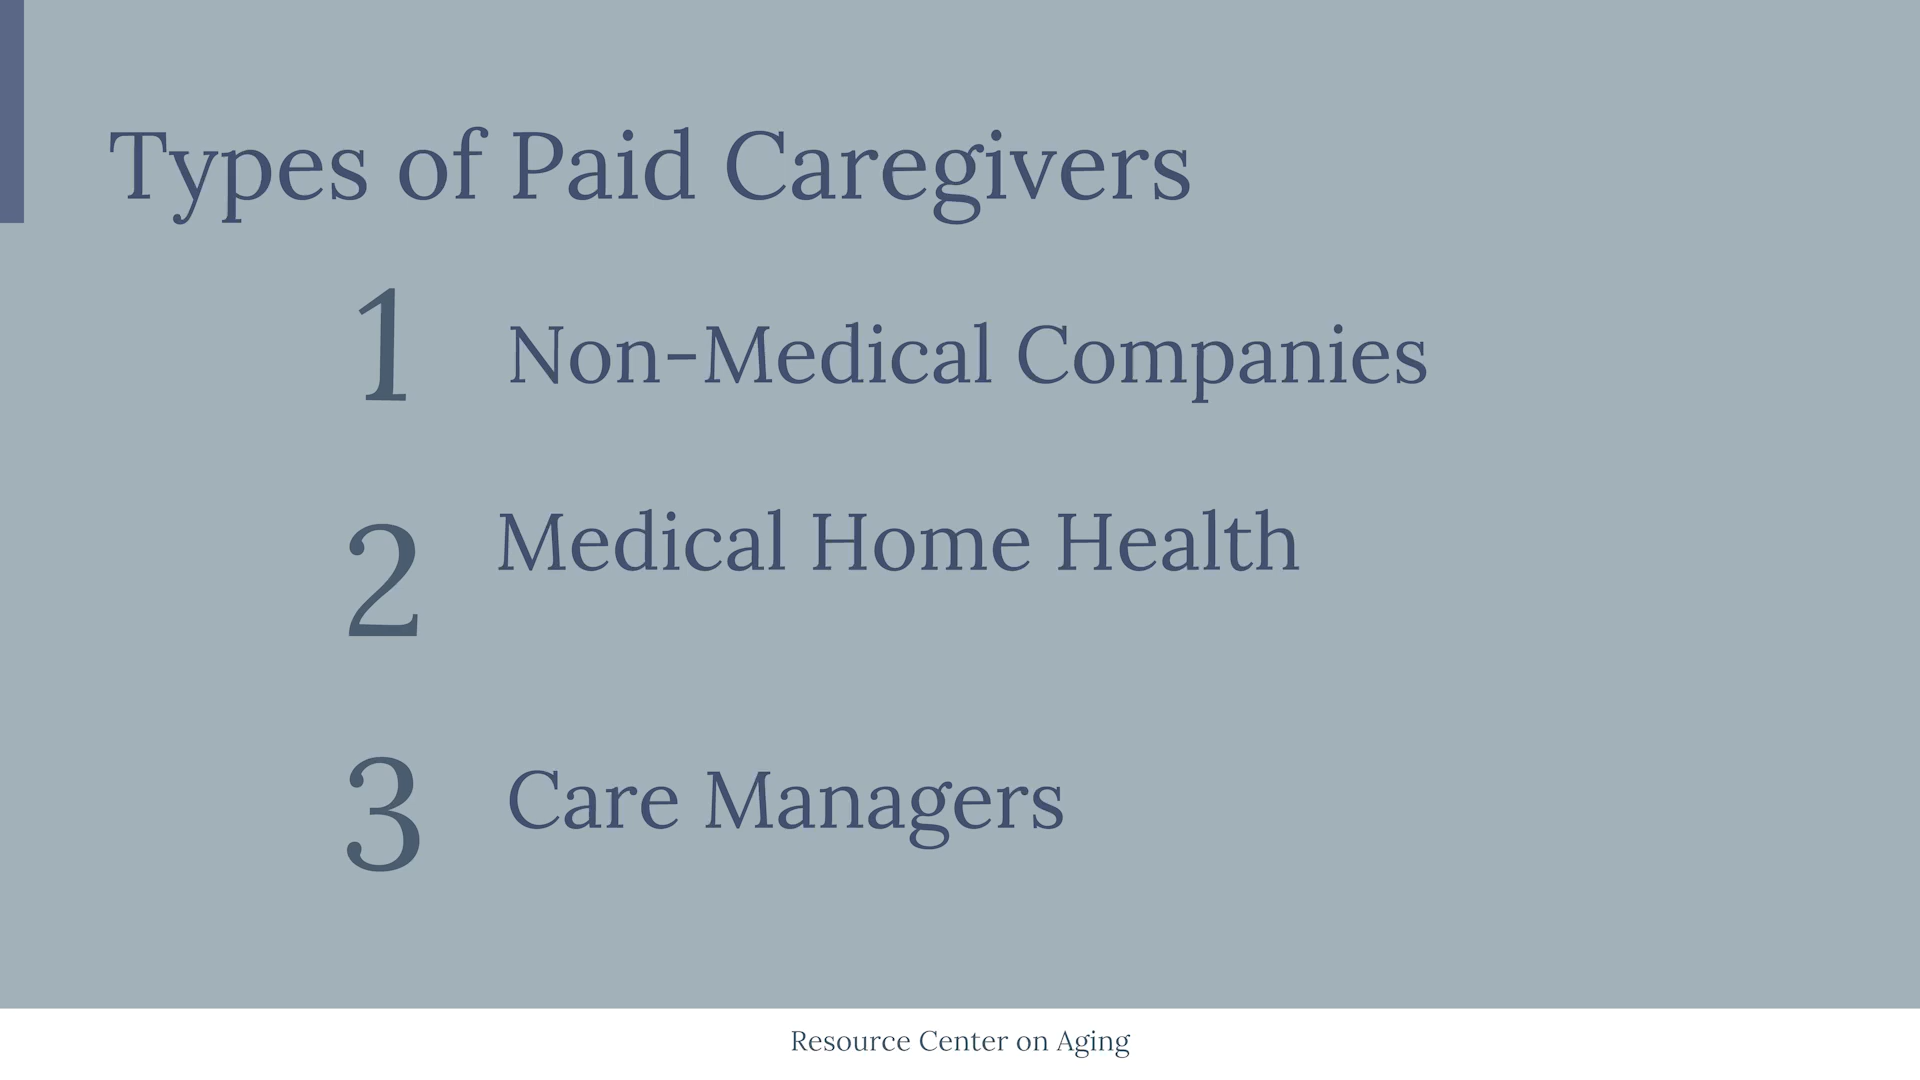 Types of Paid Caregivers
1 Non-Medical Companies
2 Medical Home Health
3 Care Managers
Resource Center on Aging